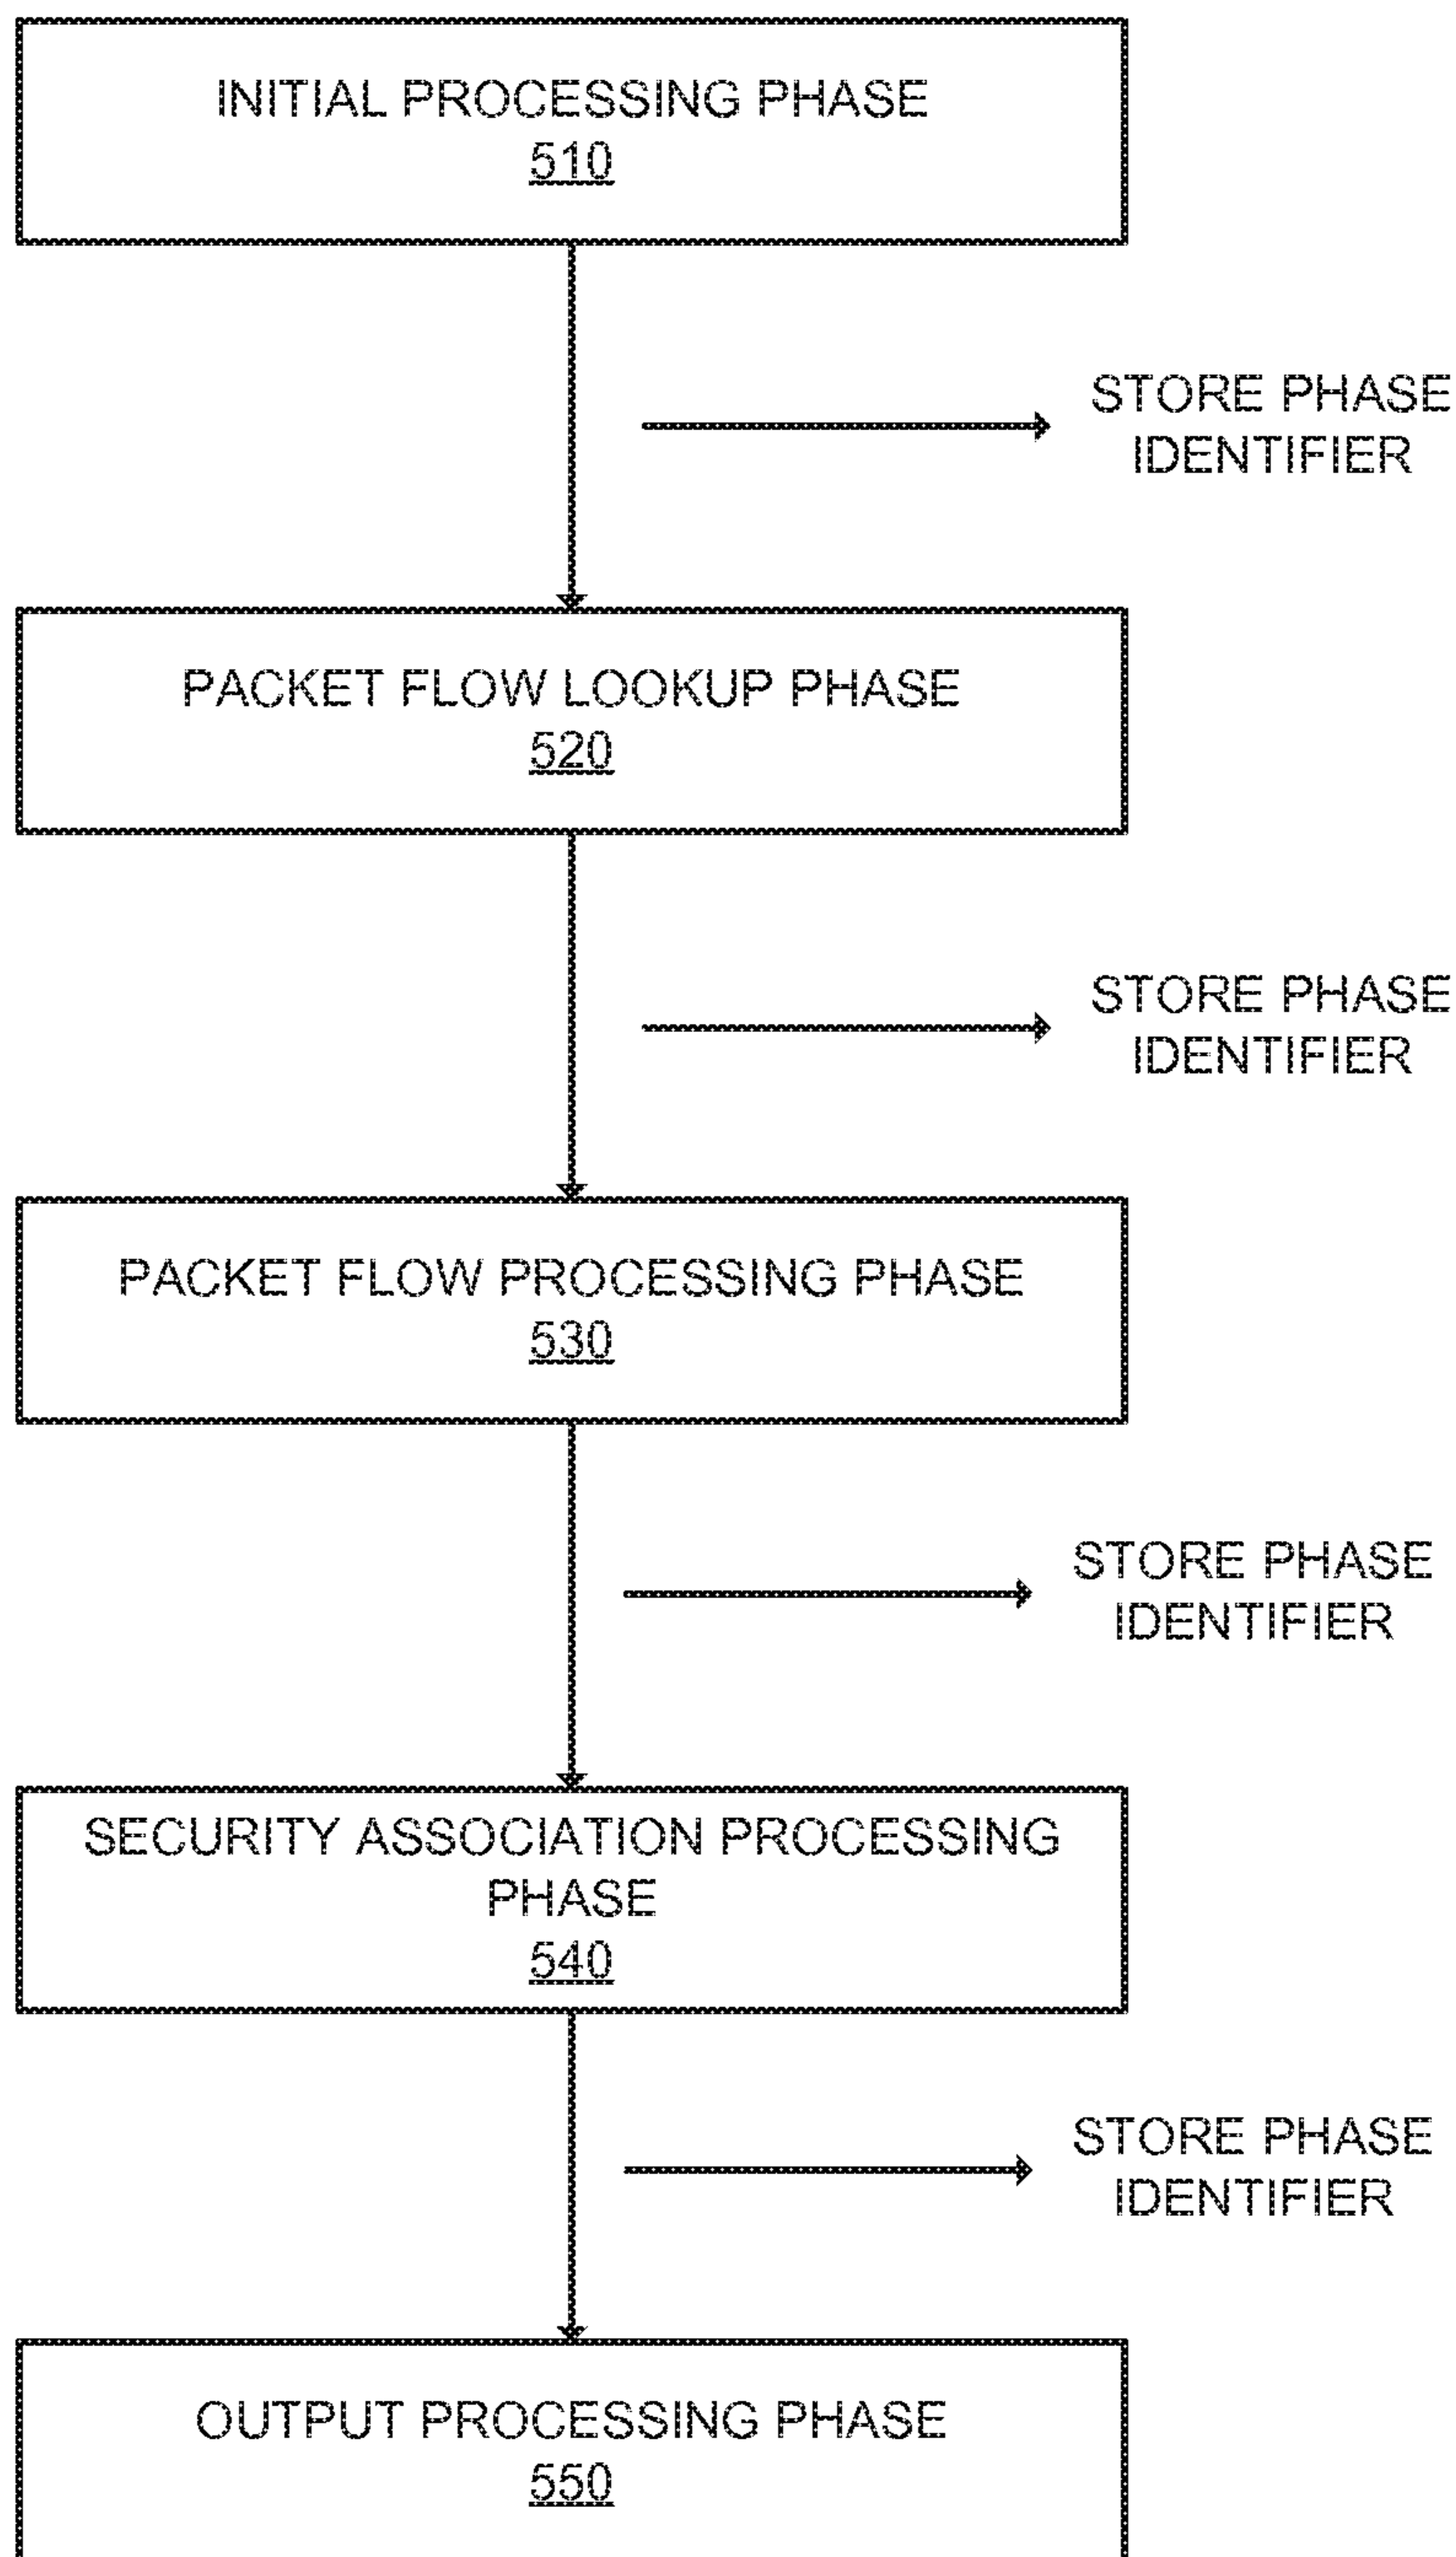 INITIAL PROCESSING PHASE
510
STORE PHASE
IDENTIFIER
PACKET FLOW LOOKUP PHASE
520
STORE PHASE
IDENTIFIER
PACKET FLOW PROCESSING PHASE
530
STORE PHASE
IDENTIFIER
SECURITY ASSOCIATION PROCESSING
PHASE
540
STORE PHASE
IDENTIFIER
OUTPUT PROCESSING PHASE
550